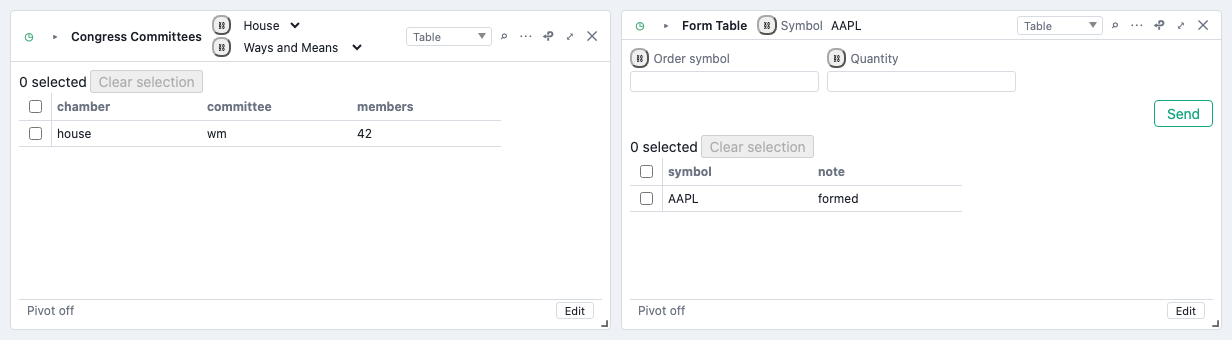 Congress Committees
House
Ways and Means
Table
0 selected
Clear selection
chamber committee members
house wm 42
Pivot off
Edit
Form Table
Symbol AAPL
Table
Order symbol
Quantity
Send
0 selected
Clear selection
symbol note
AAPL formed
Pivot off
Edit